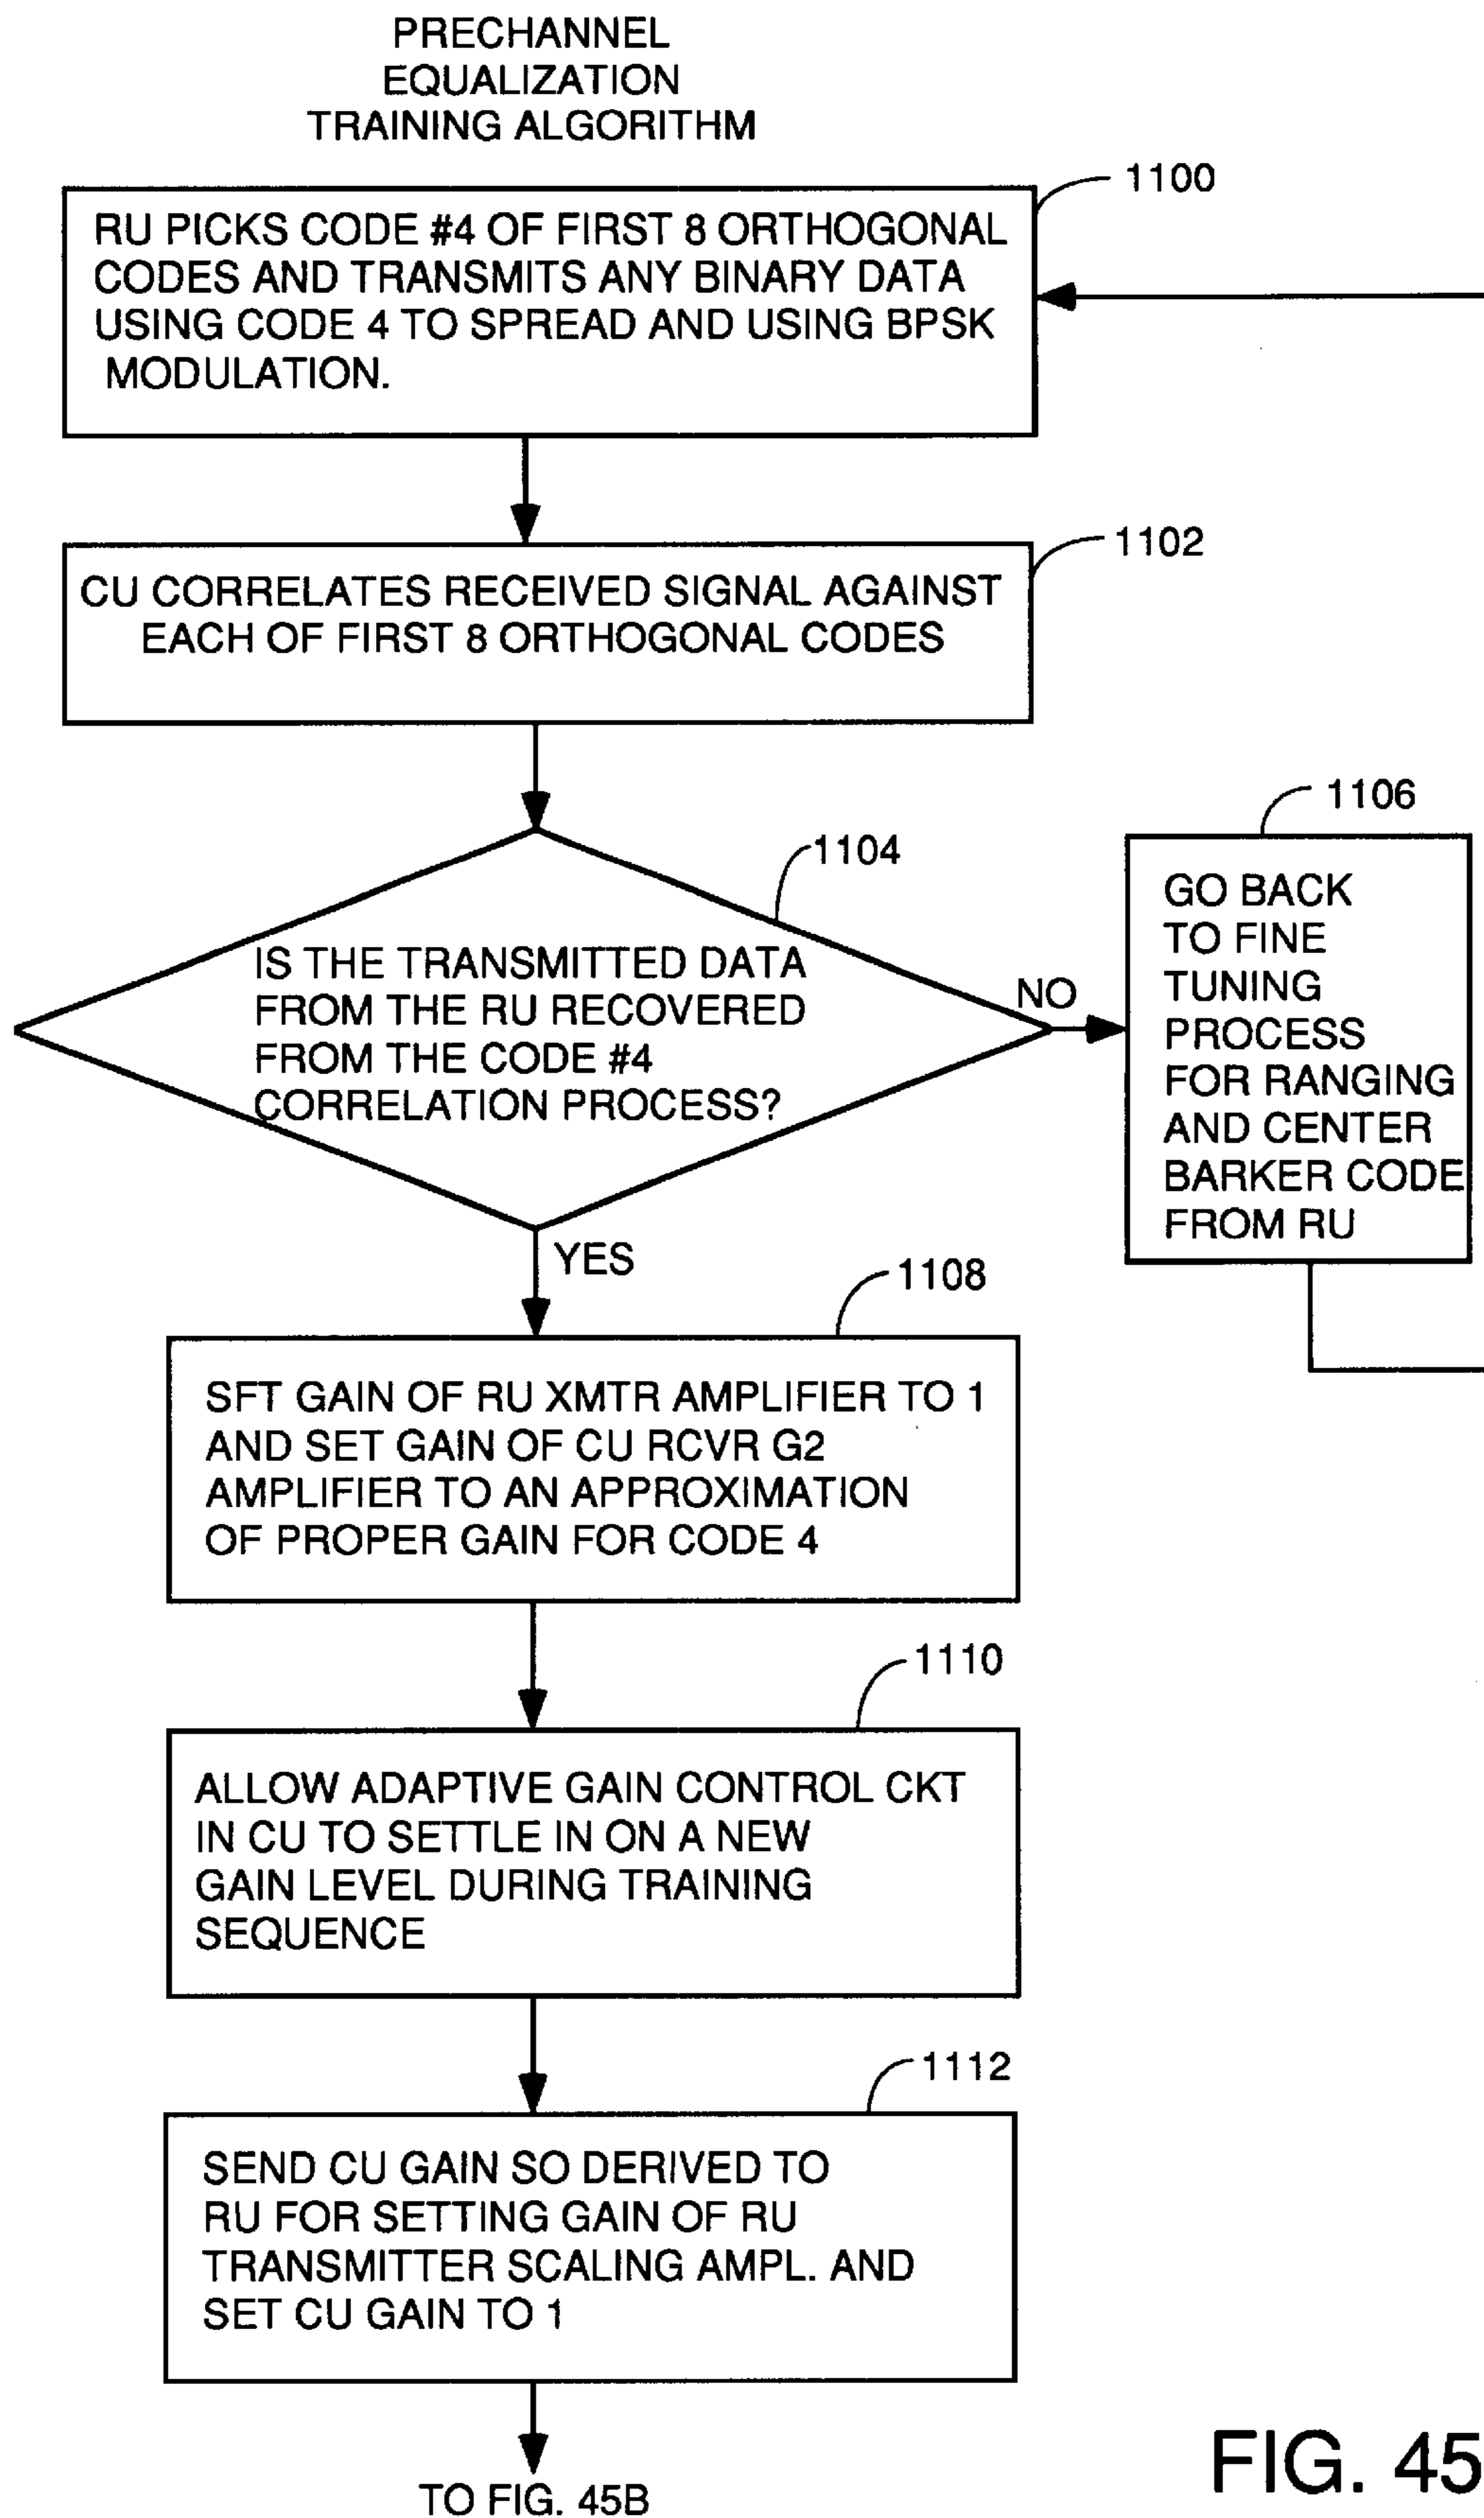 PRECHANNEL
EQUALIZATION
TRAINING ALGORITHM
1100
RU PICKS CODE #4 OF FIRST 8 ORTHOGONAL
CODES AND TRANSMITS ANY BINARY DATA
USING CODE 4 TO SPREAD AND USING BPSK
MODULATION.
1102
CU CORRELATES RECEIVED SIGNAL AGAINST
EACH OF FIRST 8 ORTHOGONAL CODES
1104
IS THE TRANSMITTED DATA
FROM THE RU RECOVERED
FROM THE CODE #4
CORRELATION PROCESS?
NO
1106
GO BACK
TO FINE
TUNING
PROCESS
FOR RANGING
AND CENTER
BARKER CODE
FROM RU
YES
1108
SFT GAIN OF RU XMTR AMPLIFIER TO 1
AND SET GAIN OF CU RCVR G2
AMPLIFIER TO AN APPROXIMATION
OF PROPER GAIN FOR CODE 4
1110
ALLOW ADAPTIVE GAIN CONTROL CKT
IN CU TO SETTLE IN ON A NEW
GAIN LEVEL DURING TRAINING
SEQUENCE
1112
SEND CU GAIN SO DERIVED TO
RU FOR SETTING GAIN OF RU
TRANSMITTER SCALING AMPL. AND
SET CU GAIN TO 1
TO FIG. 45B
FIG. 45